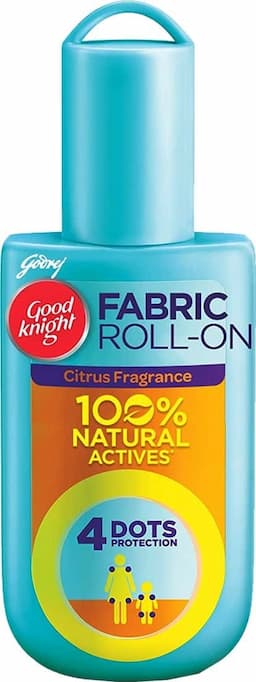 Godrej
Good
knight
FABRIC
ROLL-ON
Citrus Fragrance
100%
NATURAL
ACTIVES*
4 DOTS
PROTECTION